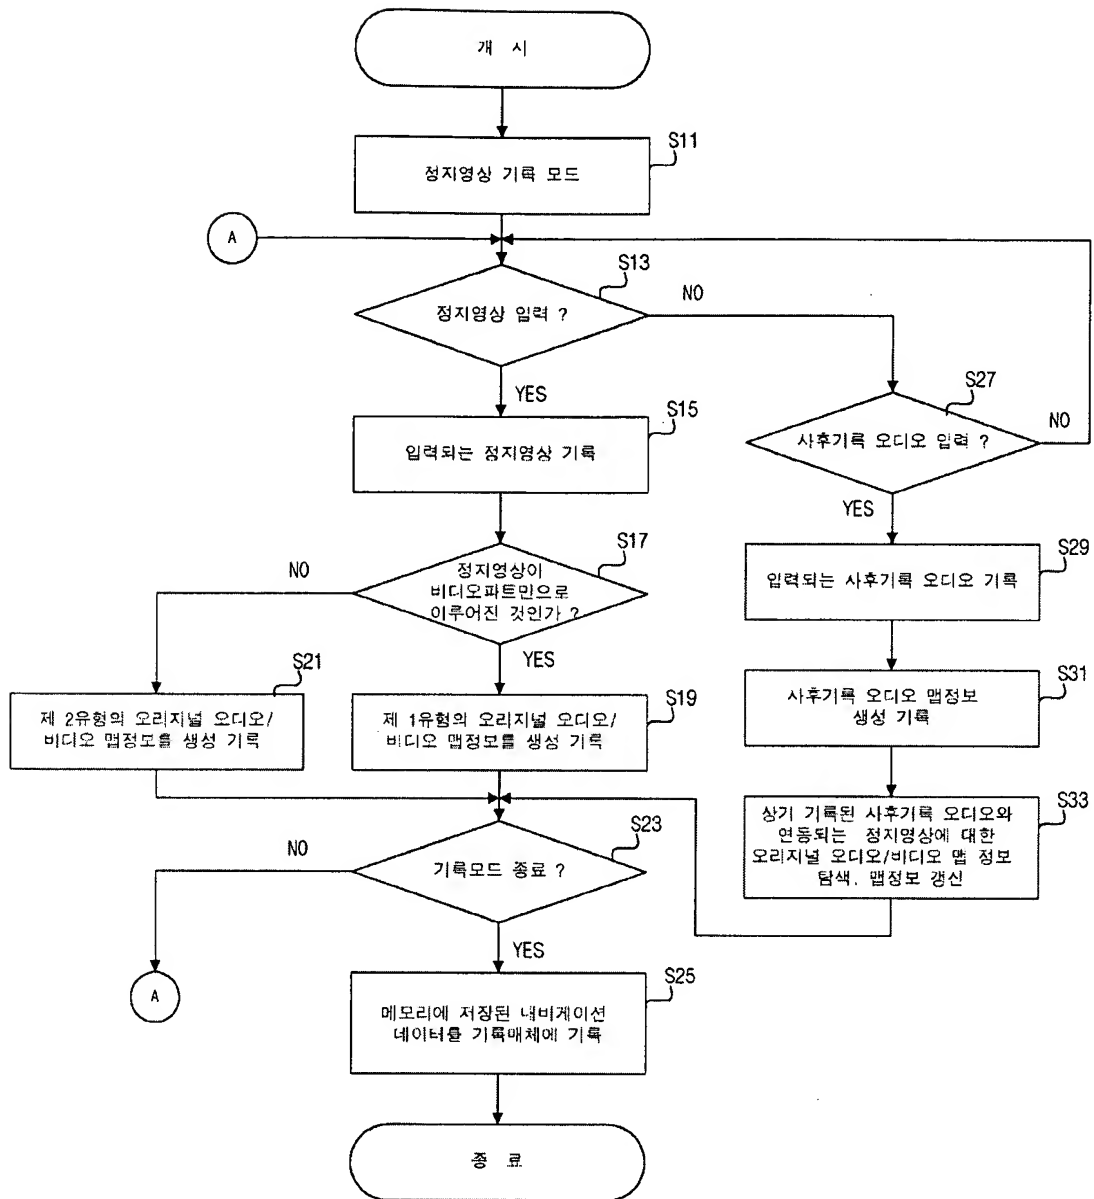 개 시
S11
정지영상 기록 모드
A
S13
정지영상 입력 ?
NO
YES
S15
입력되는 정지영상 기록
S27
사후기록 오디오 입력 ?
NO
YES
S17
정지영상이
비디오파트만으로
이루어진 것인가 ?
NO
YES
S29
입력되는 사후기록 오디오 기록
S21
제 2유형의 오리지널 오디오/
비디오 맵정보를 생성 기록
S19
제 1유형의 오리지널 오디오/
비디오 맵정보를 생성 기록
S31
사후기록 오디오 맵정보
생성 기록
S33
상기 기록된 사후기록 오디오와
연동되는 정지영상에 대한
오리지널 오디오/비디오 맵 정보
탐색, 맵정보 갱신
S23
기록모드 종료 ?
NO
YES
A
S25
메모리에 저장된 내비게이션
데이터를 기록매체에 기록
종 료